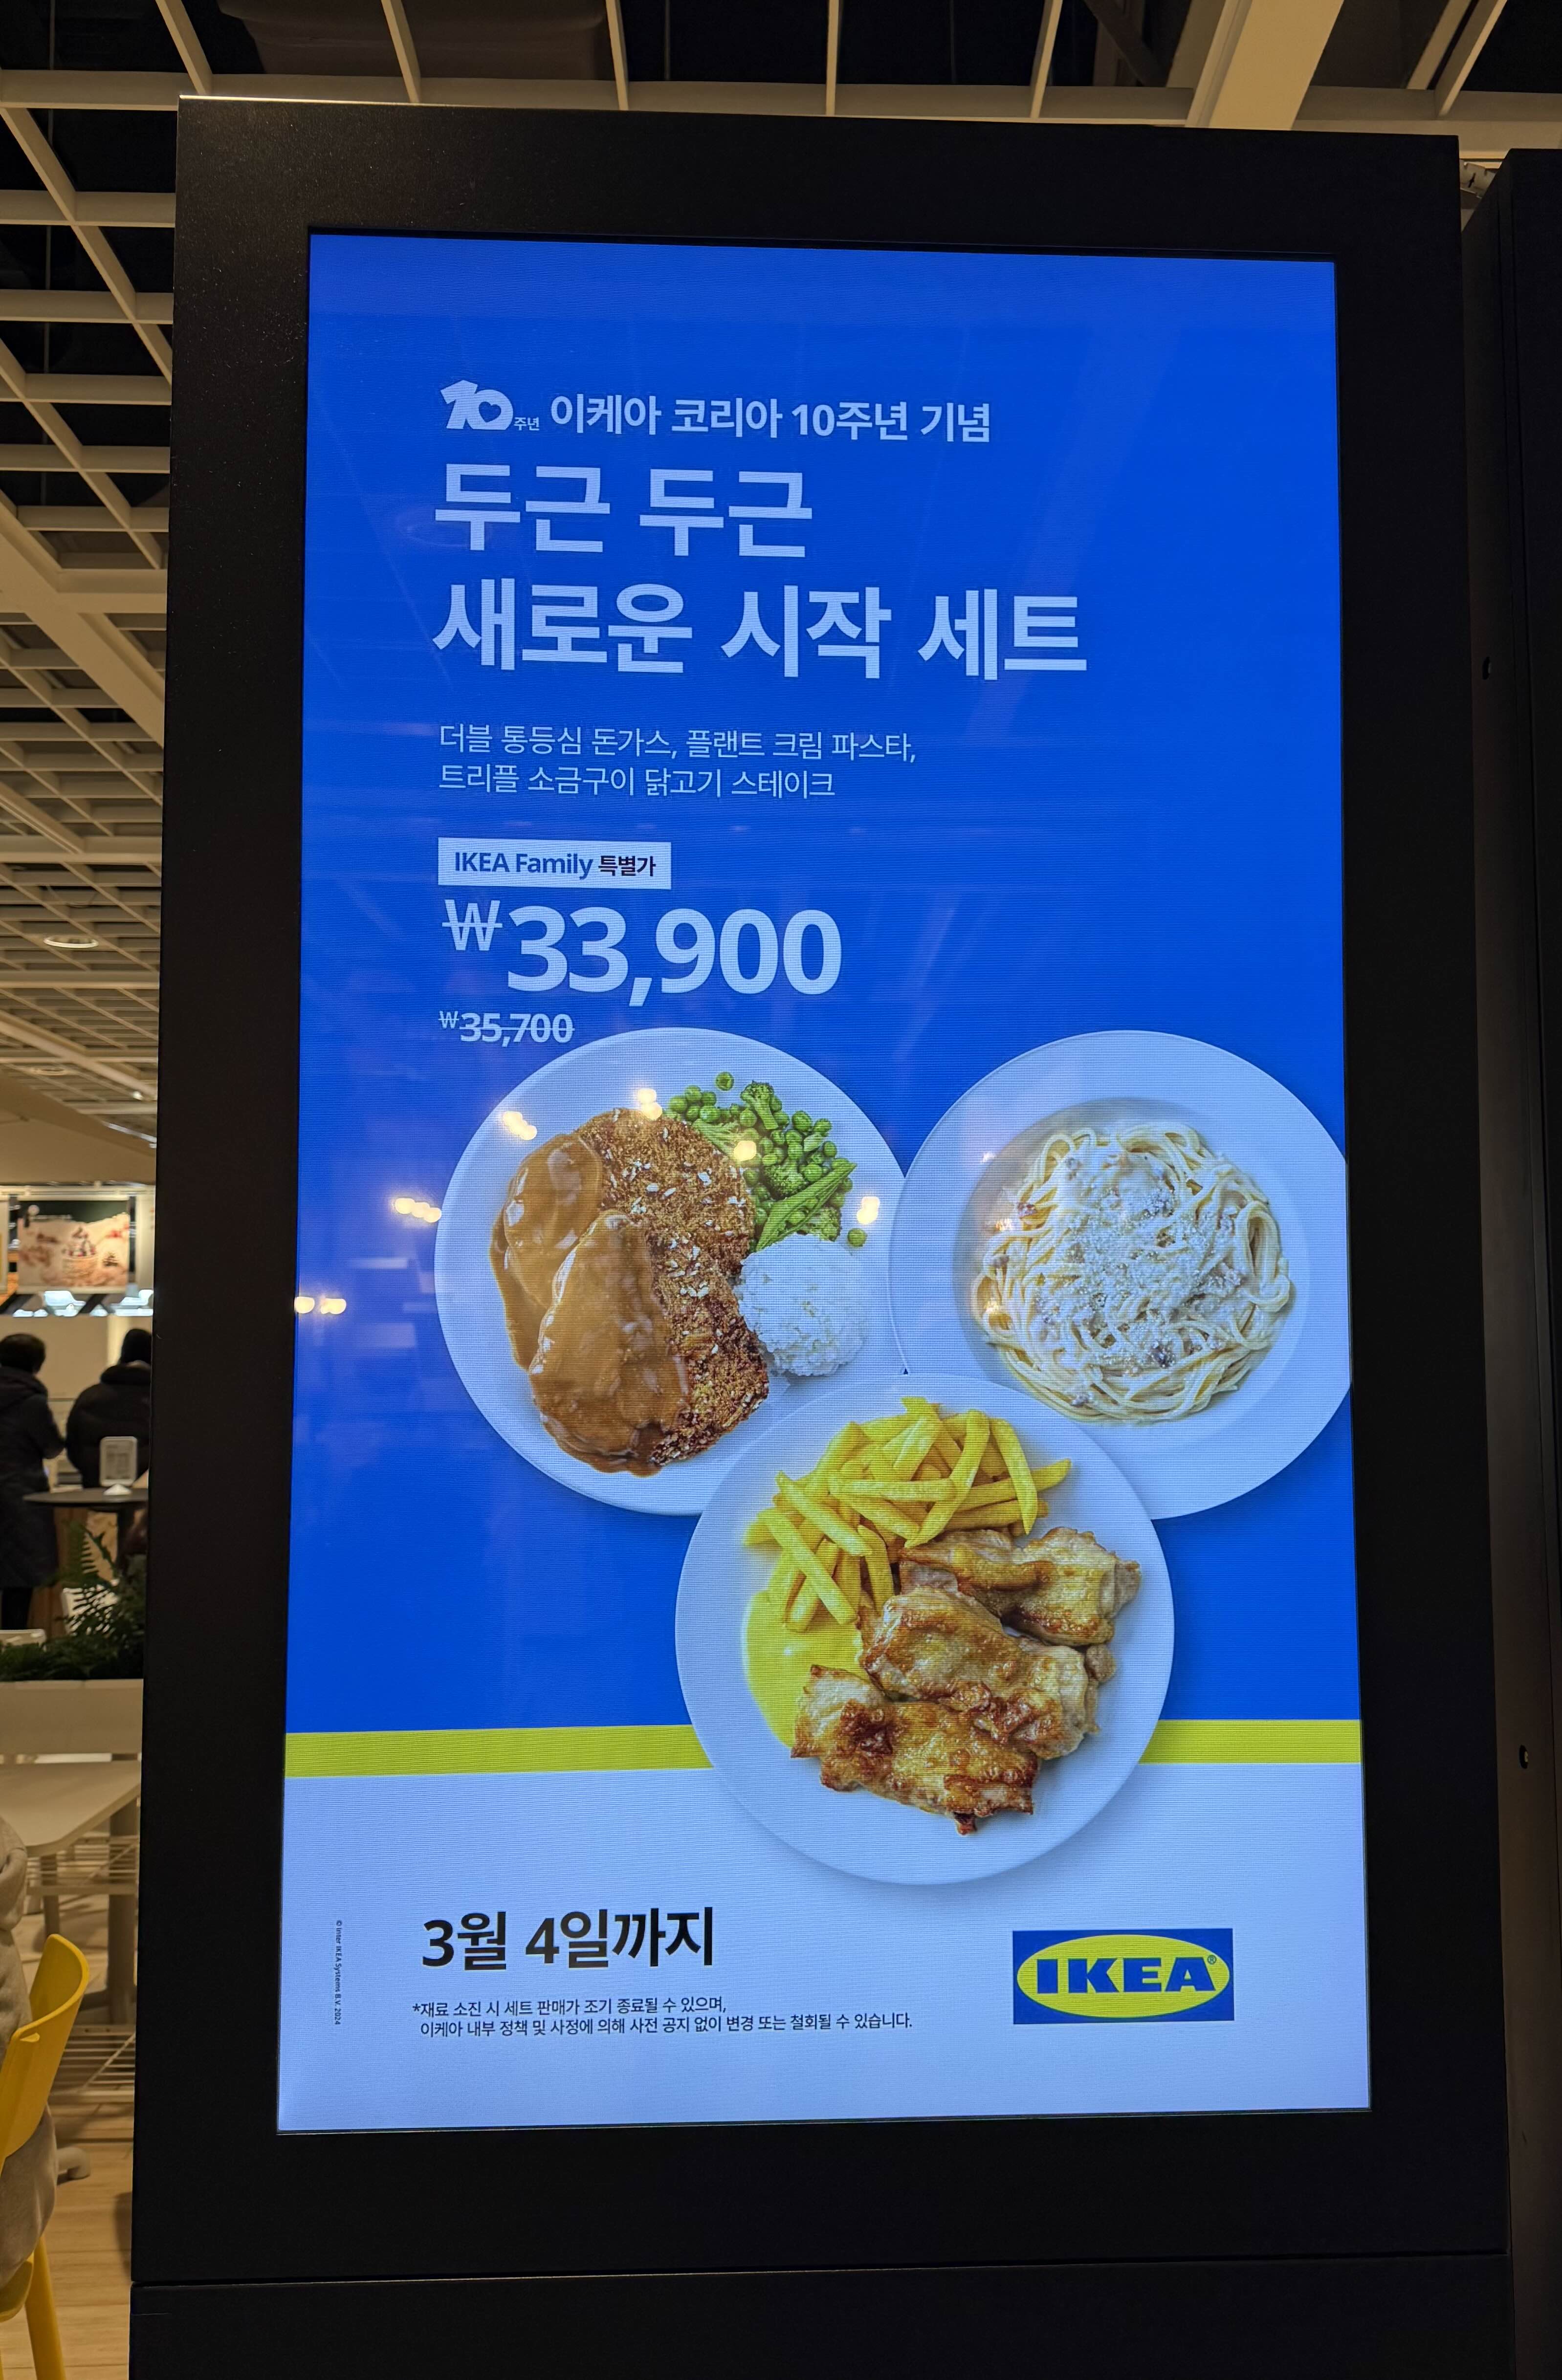 10주년 이케아 코리아 10주년 기념
두근 두근
새로운 시작 세트
더블 통등심 돈가스, 플랜트 크림 파스타,
트리플 소금구이 닭고기 스테이크
IKEA Family 특별가
₩33,900
₩35,700
3월 4일까지
*재료 소진 시 세트 판매가 조기 종료될 수 있으며,
이케아 내부 정책 및 사정에 의해 사전 공지 없이 변경 또는 철회될 수 있습니다.
© Inter IKEA Systems B.V. 2024
IKEA®